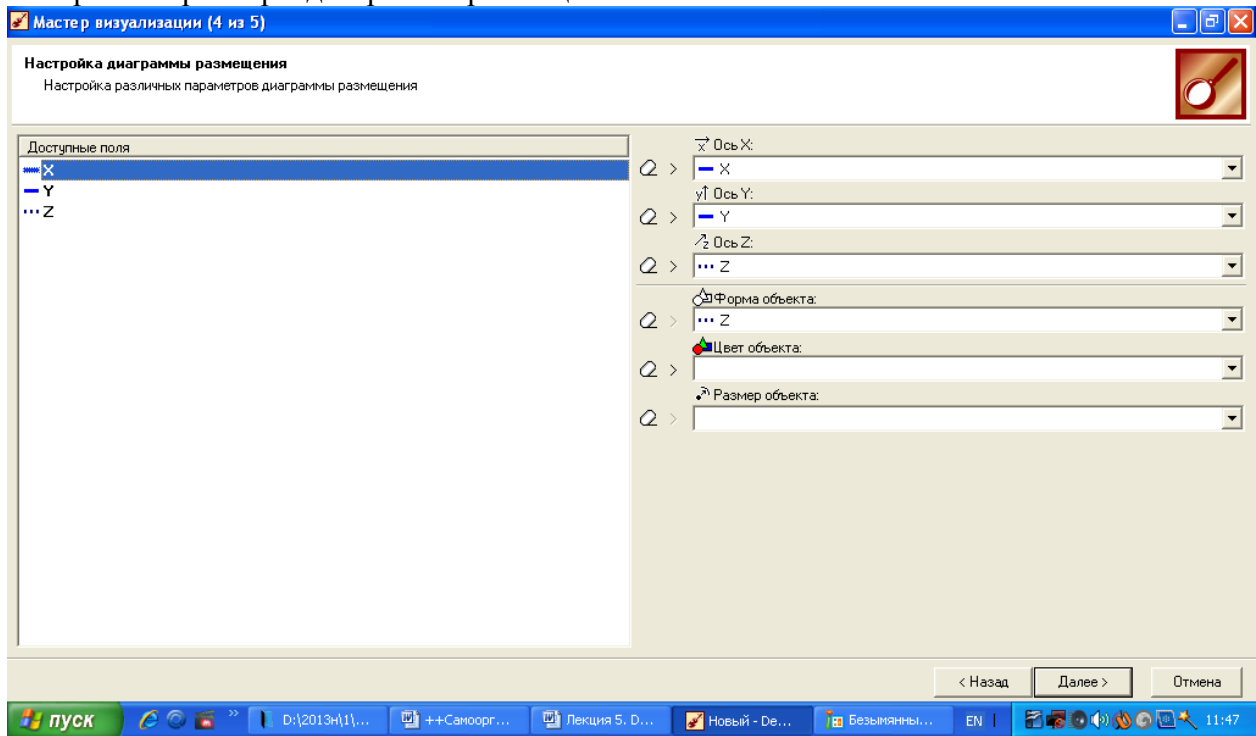 Мастер визуализации (4 из 5)
Настройка диаграммы размещения
Настройка различных параметров диаграммы размещения
Доступные поля
X
Y
Z
x Ось X:
X
y Ось Y:
Y
z Ось Z:
Z
Форма объекта:
Z
Цвет объекта:
Размер объекта:
< Назад
Далее >
Отмена
пуск
»
D:\2013н\1\...
++Самоорг...
Лекция 5. D...
Новый - De...
Безымянны...
EN
11:47